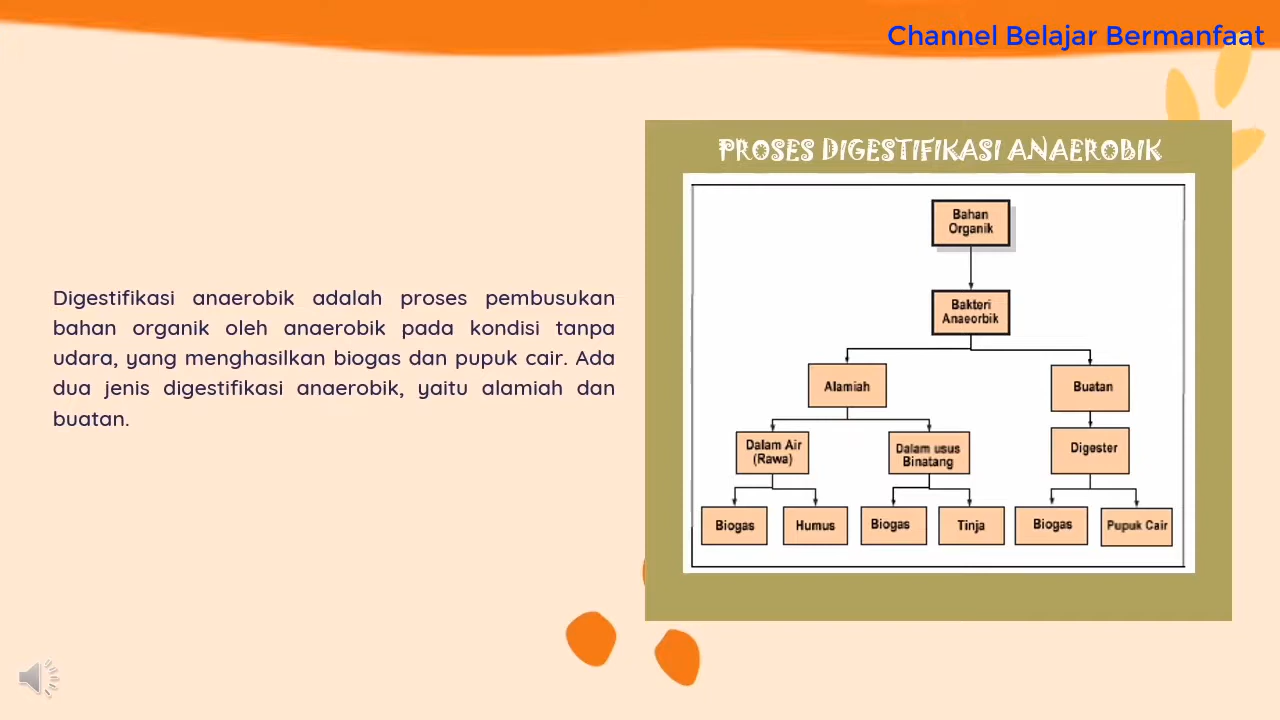 Channel Belajar Bermanfaat
PROSES DIGESTIFIKASI ANAEROBIK
Digestifikasi anaerobik adalah proses pembusukan
bahan organik oleh anaerobik pada kondisi tanpa
udara, yang menghasilkan biogas dan pupuk cair. Ada
dua jenis digestifikasi anaerobik, yaitu alamiah dan
buatan.
Bahan
Organik
Bakteri
Anaeorbik
Alamiah
Buatan
Dalam Air
(Rawa)
Dalam usus
Binatang
Digester
Biogas
Humus
Biogas
Tinja
Biogas
Pupuk Cair